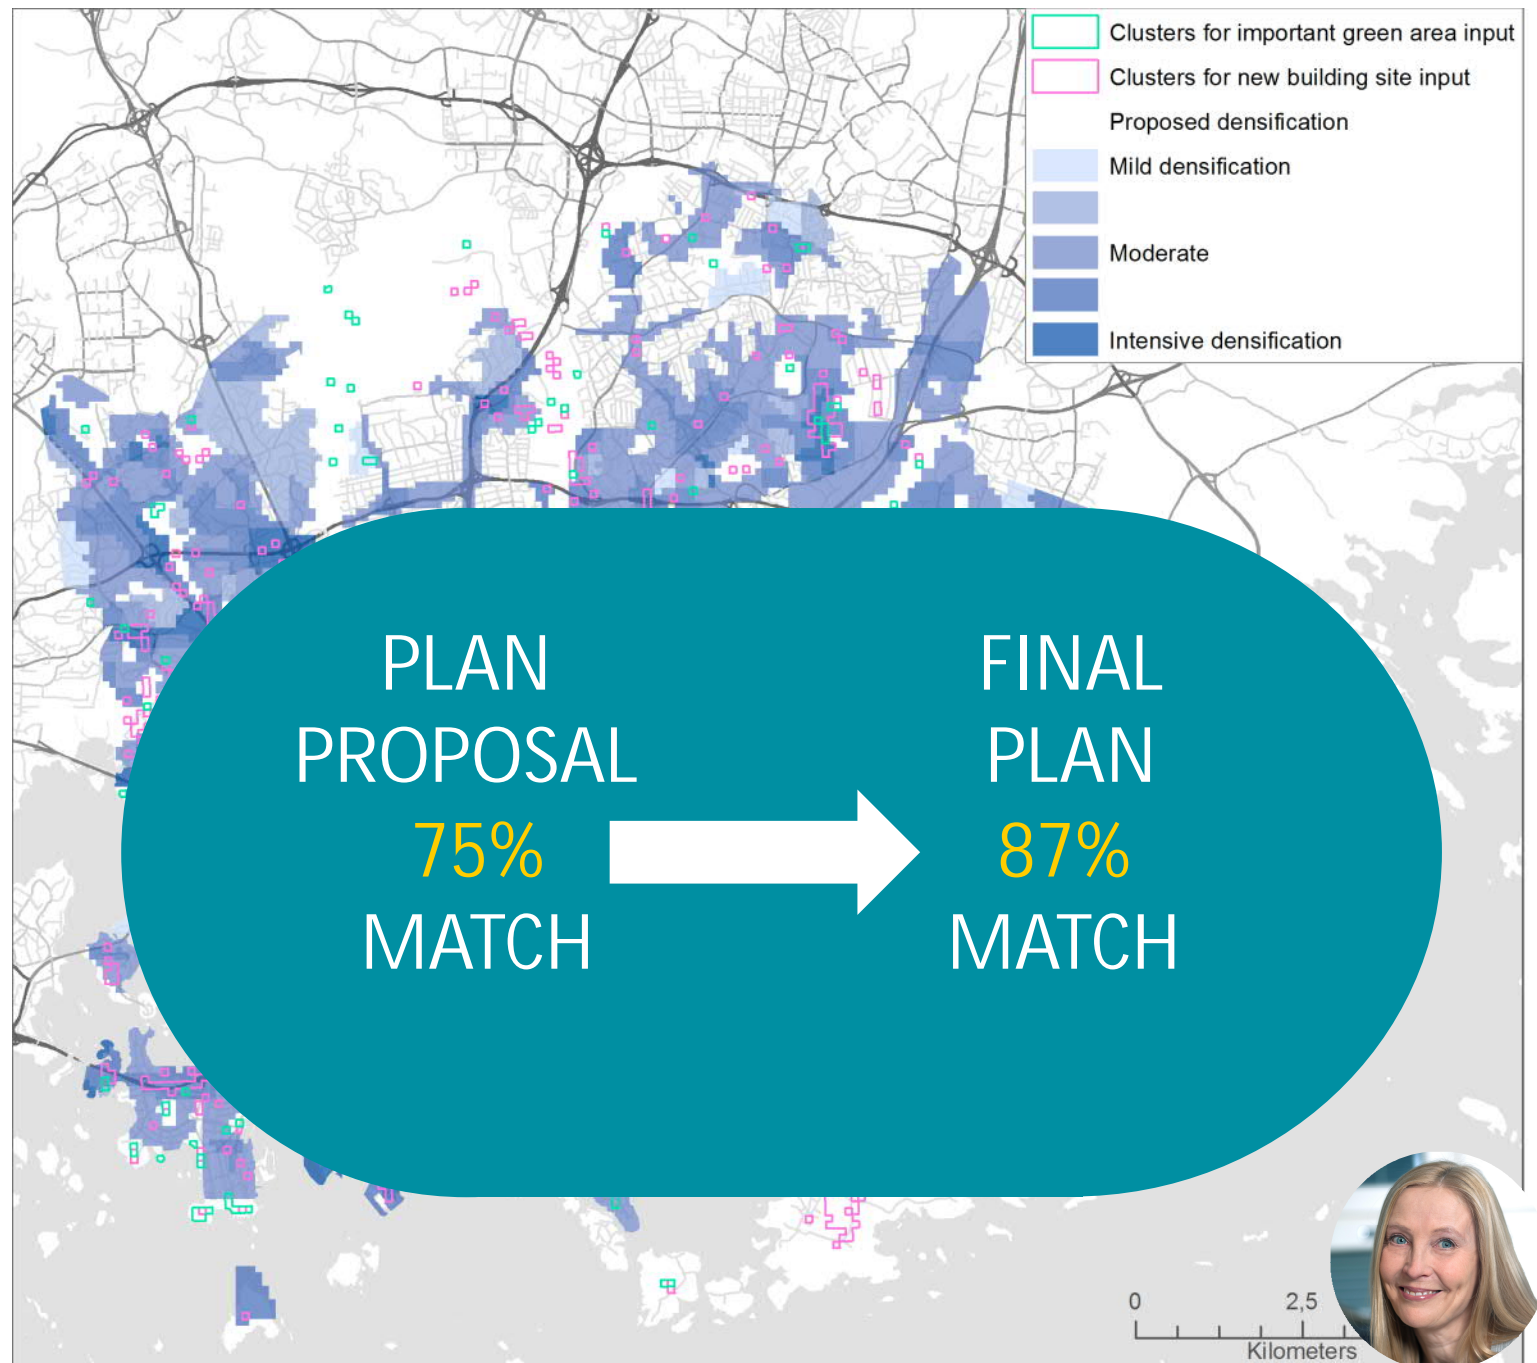 Clusters for important green area input
Clusters for new building site input
Proposed densification
Mild densification
Moderate
Intensive densification
PLAN
PROPOSAL
75%
MATCH
FINAL
PLAN
87%
MATCH
0 2,5
Kilometers